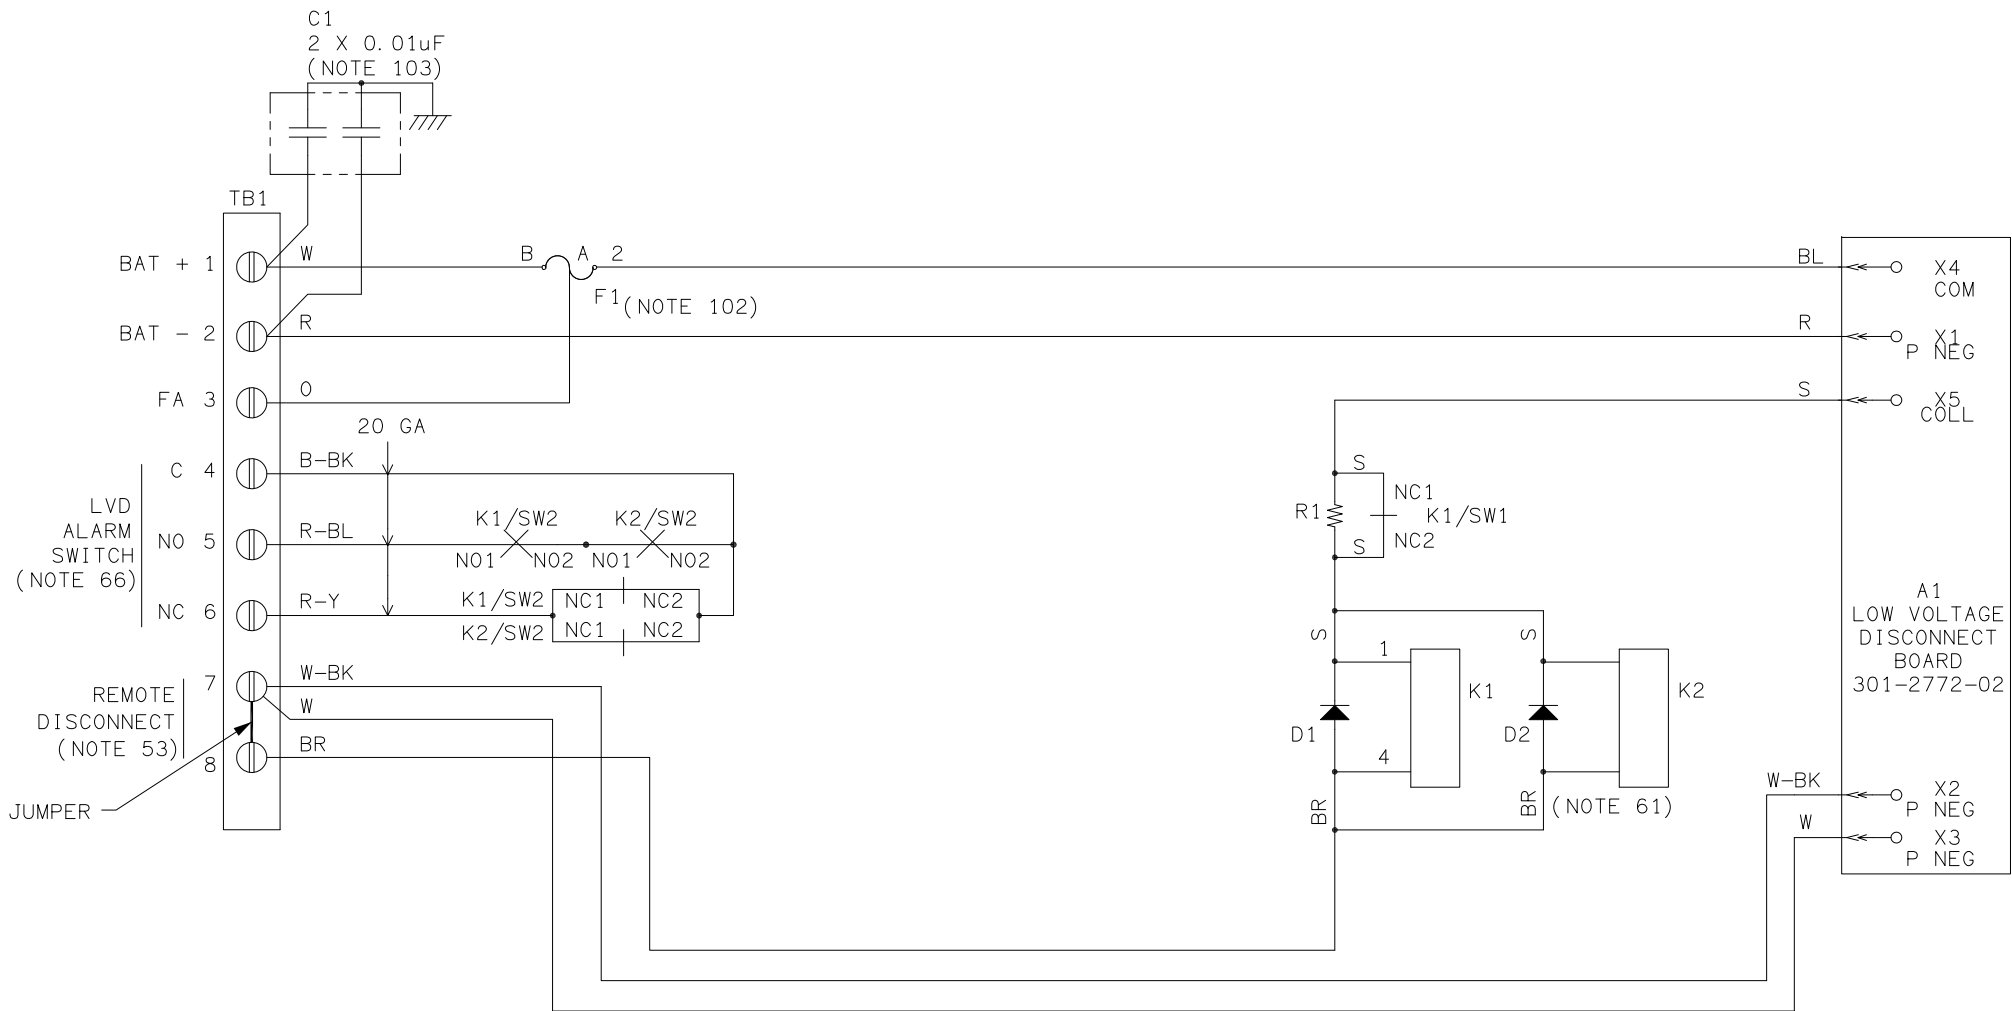 C1
2 X 0.01uF
(NOTE 103)
TB1
BAT + 1
W
B
A
2
F1
(NOTE 102)
BL
X4
COM
BAT - 2
R
R
X1
P NEG
FA 3
O
S
X5
COLL
20 GA
C 4
B-BK
LVD
ALARM
SWITCH
(NOTE 66)
NO 5
R-BL
K1/SW2
NO1
NO2
K2/SW2
NO1
NO2
NC 6
R-Y
K1/SW2
NC1
NC2
K2/SW2
NC1
NC2
S
NC1
R1
K1/SW1
NC2
S
REMOTE
DISCONNECT
(NOTE 53)
7
W-BK
W
8
BR
JUMPER
S
1
K1
D1
4
BR
S
K2
D2
BR
(NOTE 61)
A1
LOW VOLTAGE
DISCONNECT
BOARD
301-2772-02
W-BK
X2
P NEG
W
X3
P NEG